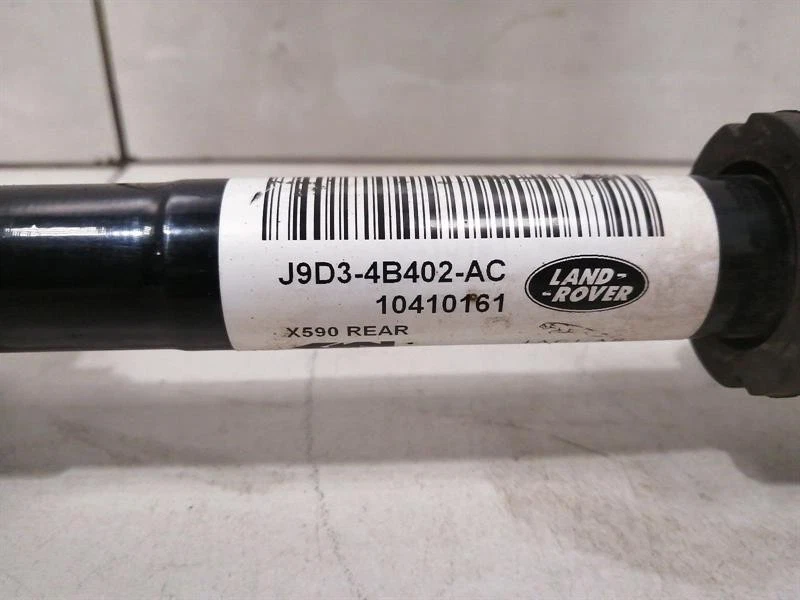 J9D3-4B402-AC
LAND-
-ROVER
10410161
X590 REAR